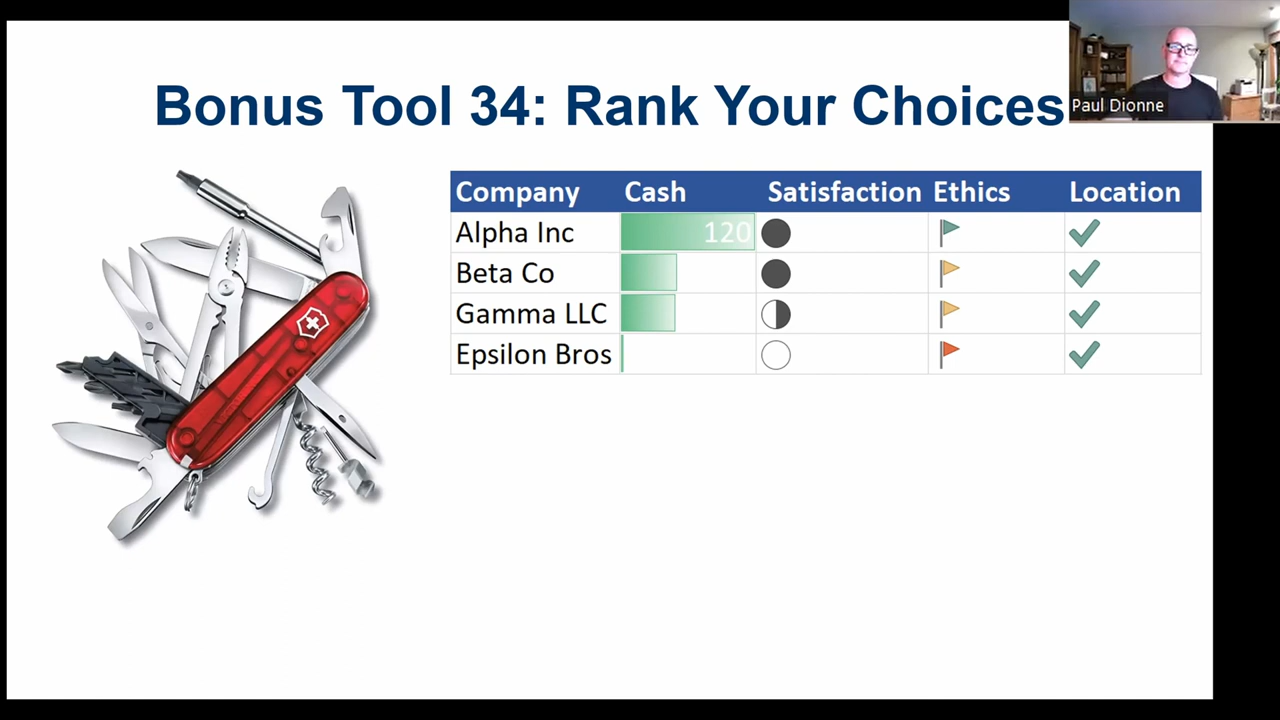 Bonus Tool 34: Rank Your Choices
Paul Dionne
Company Cash Satisfaction Ethics Location
Alpha Inc 120
Beta Co
Gamma LLC
Epsilon Bros